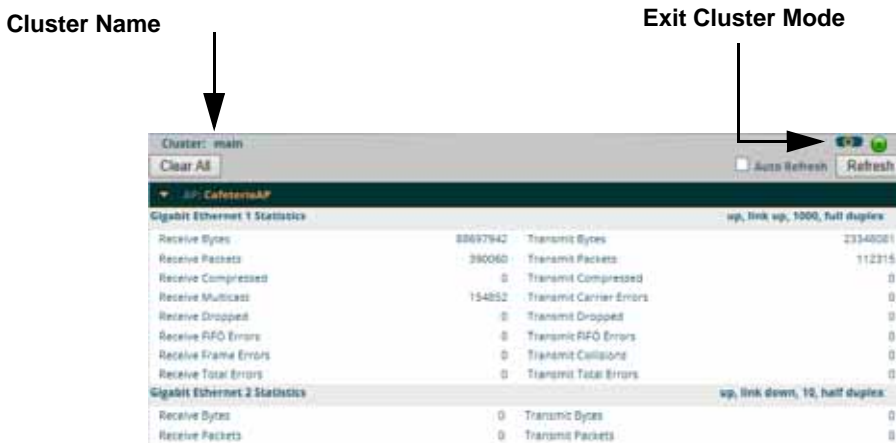 Cluster Name
Exit Cluster Mode
Cluster: main
Clear All
Auto Refresh
Refresh
AP: CafeteriaAP
Gigabit Ethernet 1 Statistics up, link up, 1000, full duplex
Receive Bytes 88697942 Transmit Bytes 23348081
Receive Packets 390060 Transmit Packets 112315
Receive Compressed 0 Transmit Compressed 0
Receive Multicast 154852 Transmit Carrier Errors 0
Receive Dropped 0 Transmit Dropped 0
Receive FIFO Errors 0 Transmit FIFO Errors 0
Receive Frame Errors 0 Transmit Collisions 0
Receive Total Errors 0 Transmit Total Errors 0
Gigabit Ethernet 2 Statistics up, link down, 10, half duplex
Receive Bytes 0 Transmit Bytes 0
Receive Packets 0 Transmit Packets 0